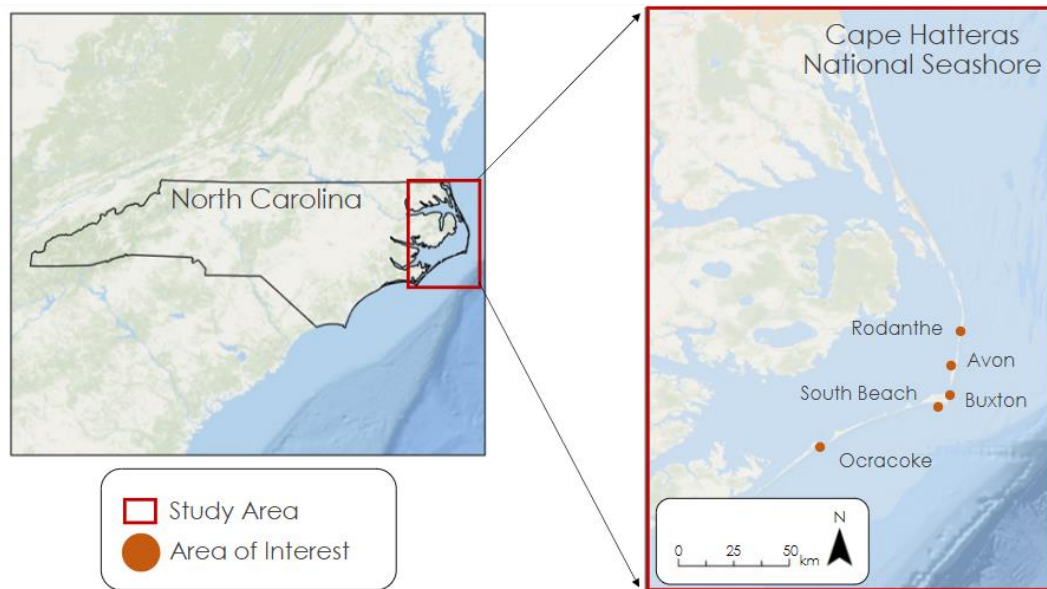 North Carolina
Study Area
Area of Interest
Cape Hatteras
National Seashore
Rodanthe
Avon
South Beach
Buxton
Ocracoke
N
0 25 50 km